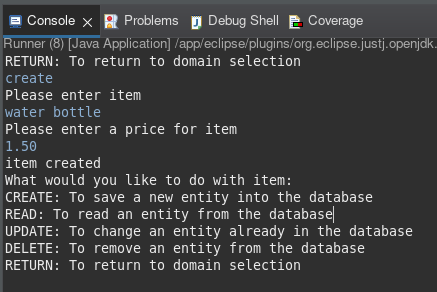 Console Problems Debug Shell Coverage
Runner (8) [Java Application] /app/eclipse/plugins/org.eclipse.justj.openjdk.
RETURN: To return to domain selection
create
Please enter item
water bottle
Please enter a price for item
1.50
item created
What would you like to do with item:
CREATE: To save a new entity into the database
READ: To read an entity from the database
UPDATE: To change an entity already in the database
DELETE: To remove an entity from the database
RETURN: To return to domain selection